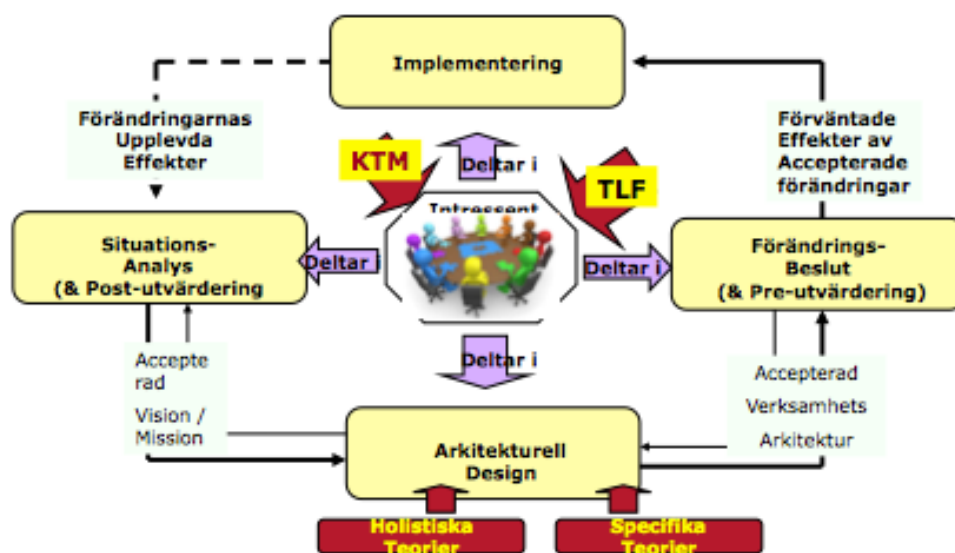 Implementering
Förändringarnas
Upplevda
Effekter
Förväntade
Effekter av
Accepterade
förändringar
KTM
Deltar i
TLF
Intressent
Situations-
Analys
(& Post-utvärdering
Deltar i
Deltar i
Förändrings-
Beslut
(& Pre-utvärdering)
Deltar i
Accepte
rad
Vision /
Mission
Accepterad
Verksamhets
Arkitektur
Arkitekturell
Design
Holistiska
Teorier
Specifika
Teorier